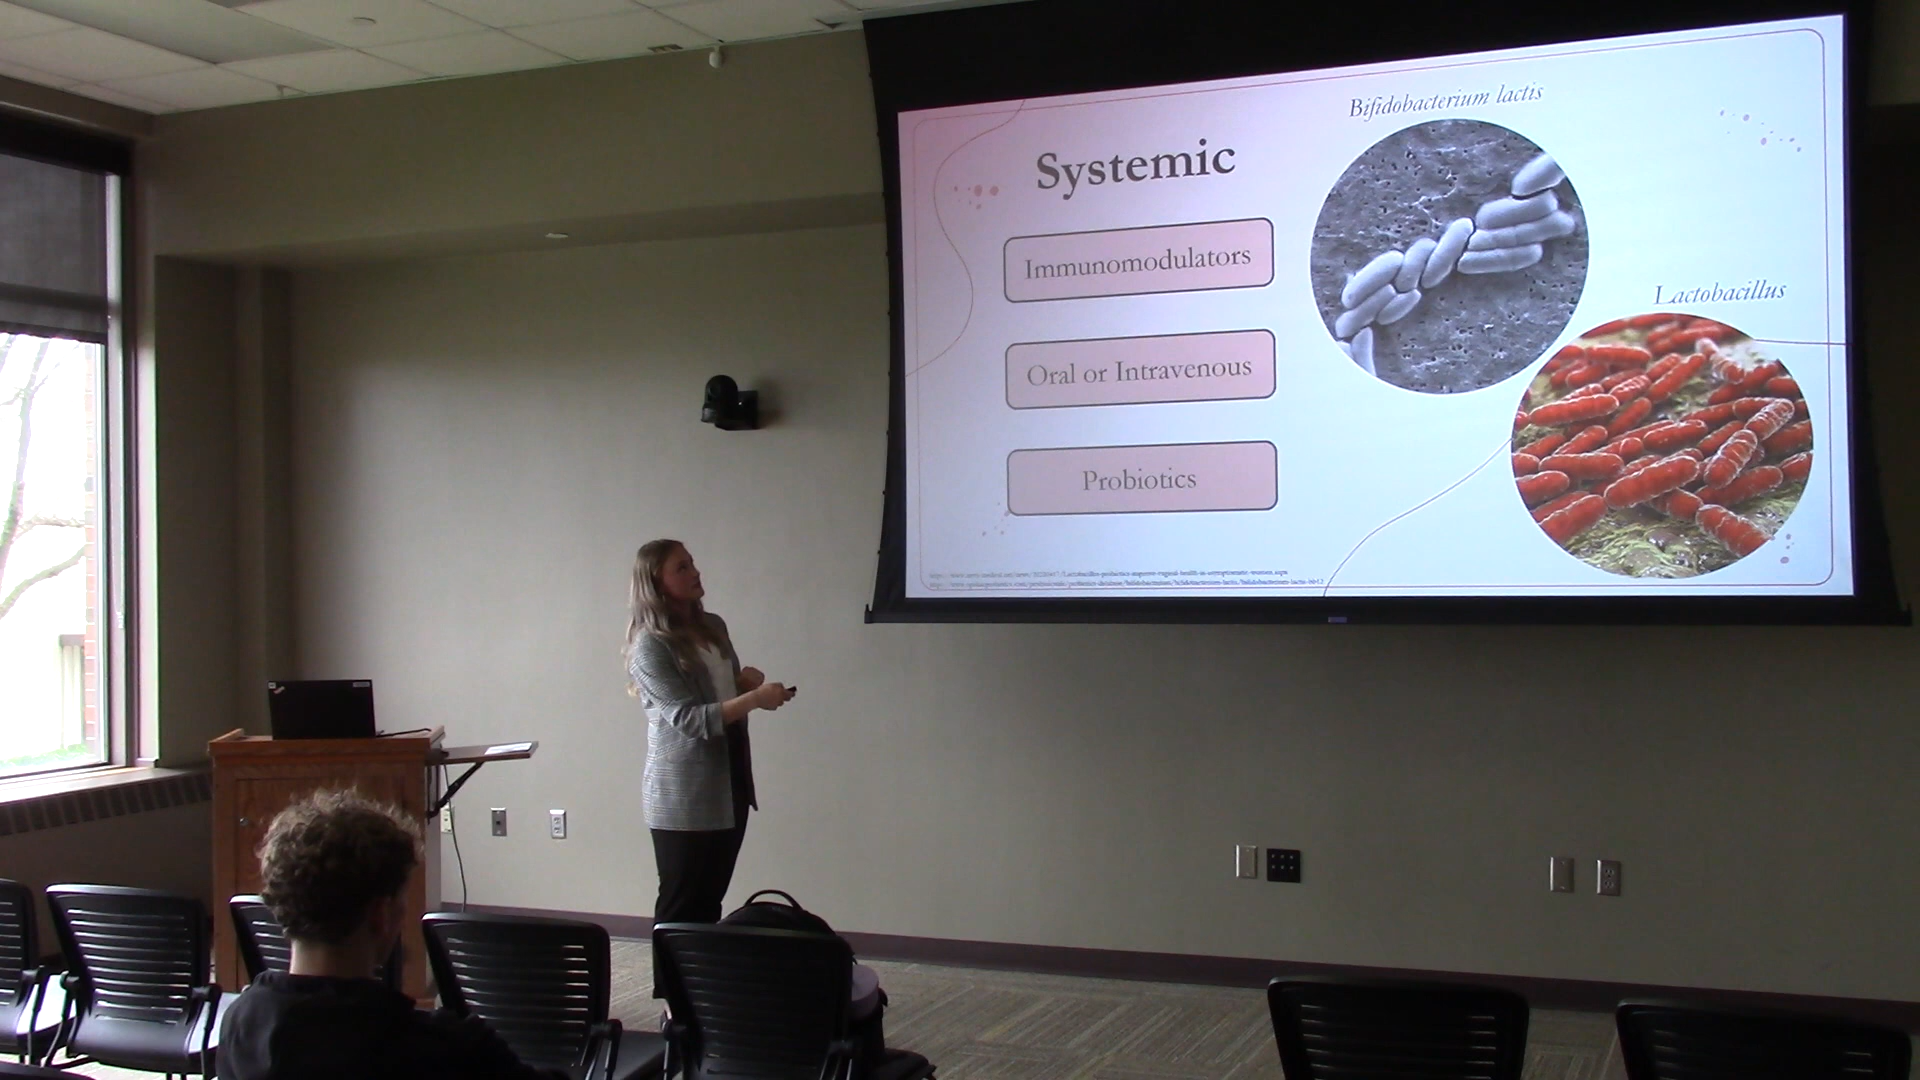 Bifidobacterium lactis
Systemic
Immunomodulators
Lactobacillus
Oral or Intravenous
Probiotics